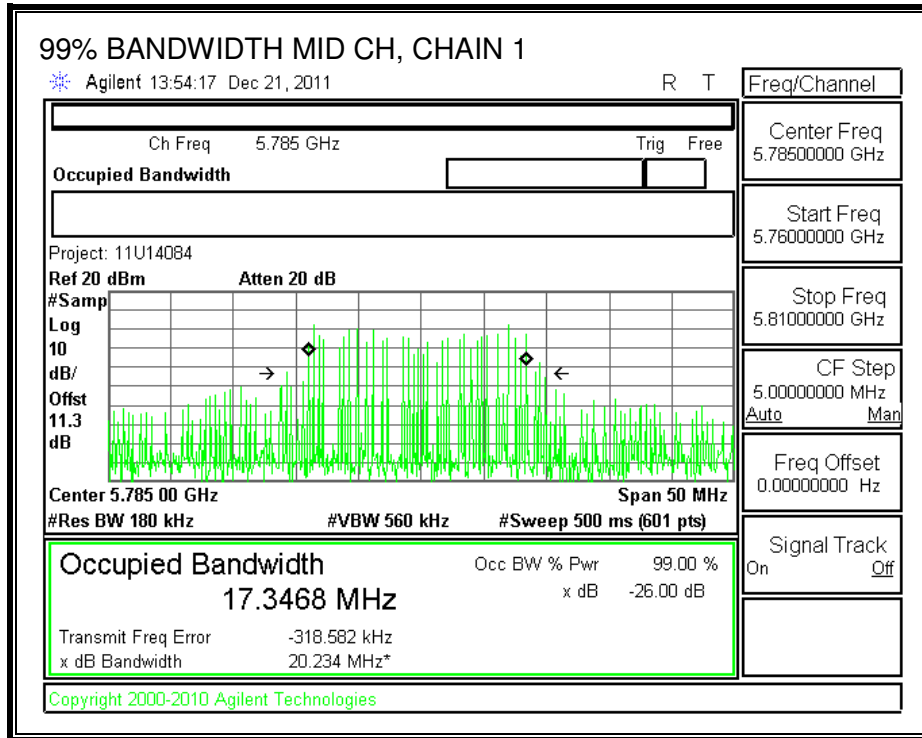 99% BANDWIDTH MID CH, CHAIN 1
Agilent 13:54:17 Dec 21, 2011 R T
Freq/Channel
Ch Freq 5.785 GHz Trig Free
Occupied Bandwidth
Center Freq
5.78500000 GHz
Start Freq
5.76000000 GHz
Project: 11U14084
Ref 20 dBm Atten 20 dB
#Samp
Log
10
dB/
Offst
11.3
dB
Stop Freq
5.81000000 GHz
CF Step
5.00000000 MHz
Auto Man
Freq Offset
0.00000000 Hz
Center 5.785 00 GHz Span 50 MHz
#Res BW 180 kHz #VBW 560 kHz #Sweep 500 ms (601 pts)
Signal Track
On Off
Occupied Bandwidth
17.3468 MHz
Occ BW % Pwr 99.00 %
x dB -26.00 dB
Transmit Freq Error -318.582 kHz
x dB Bandwidth 20.234 MHz*
Copyright 2000-2010 Agilent Technologies